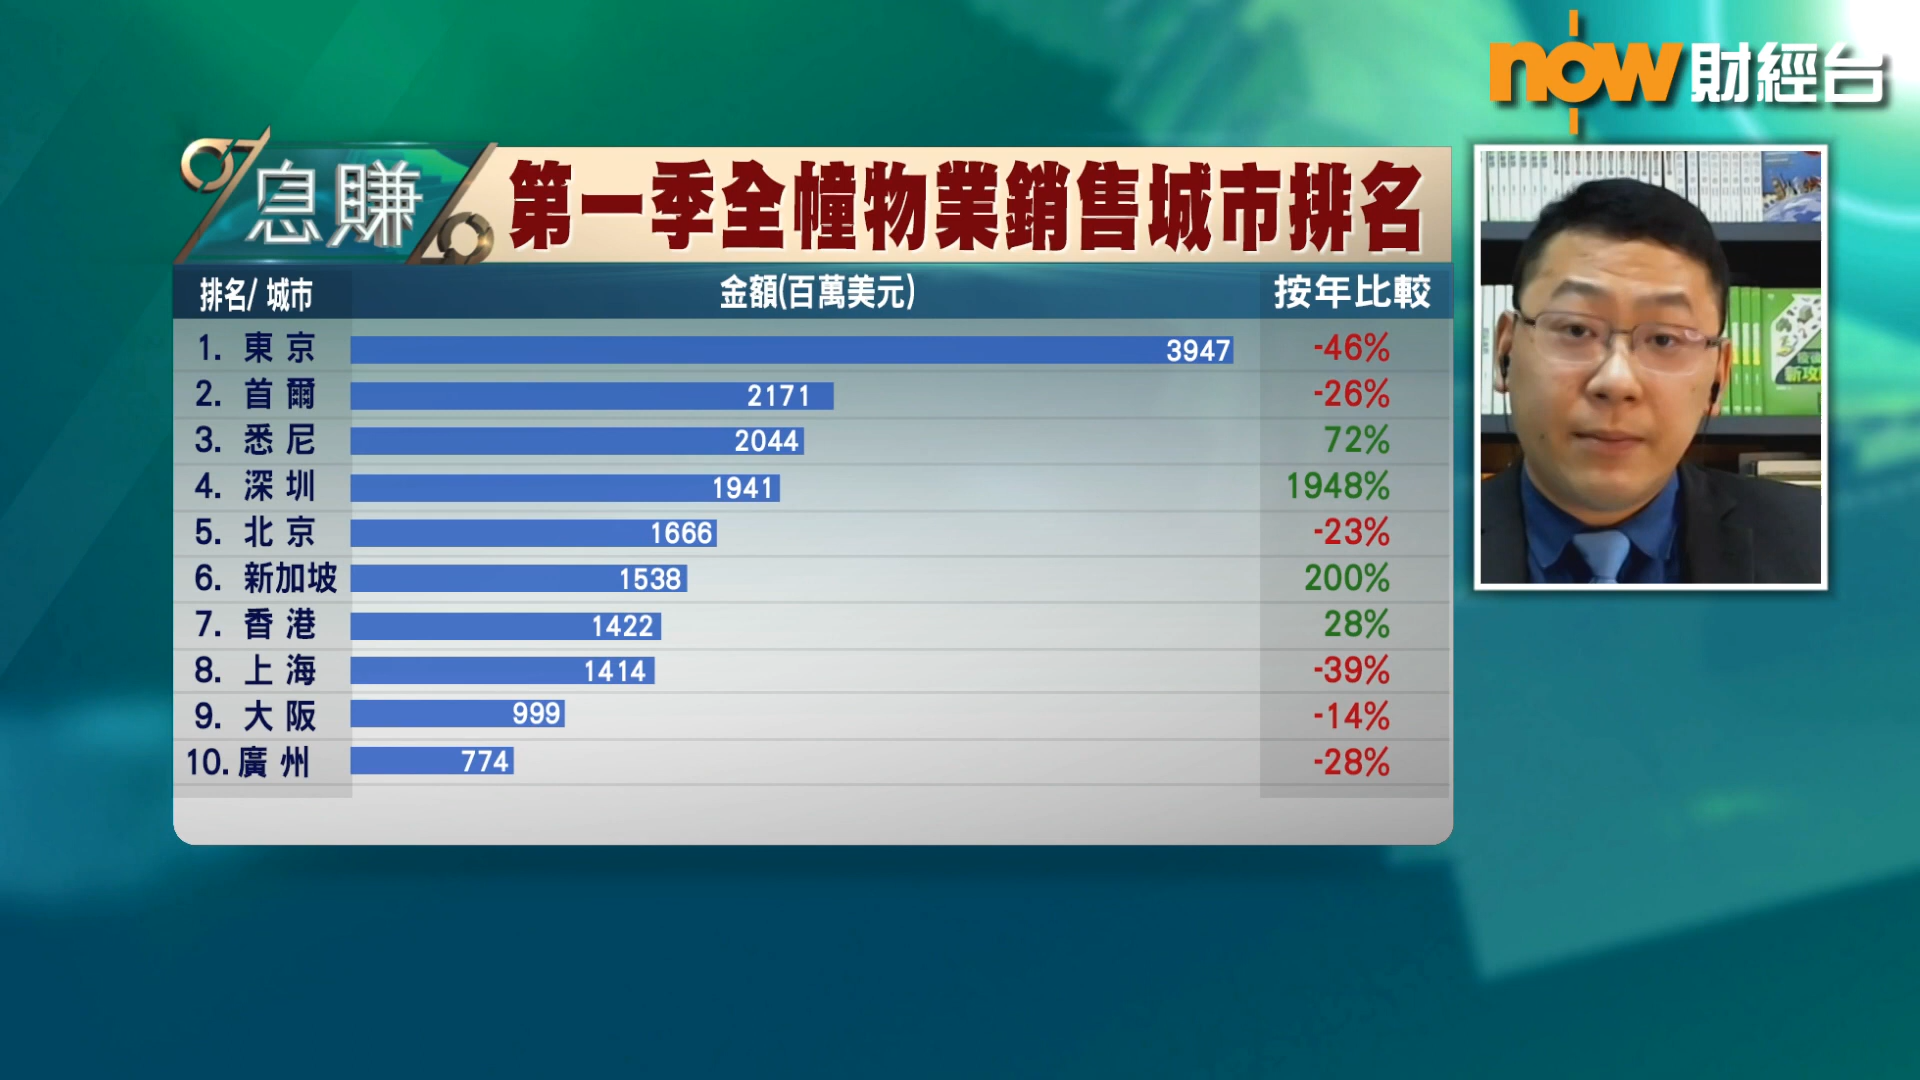 now 財經台
息賺
第一季全幢物業銷售城市排名
排名/ 城市 金額(百萬美元) 按年比較
1. 東京 3947 -46%
2. 首爾 2171 -26%
3. 悉尼 2044 72%
4. 深圳 1941 1948%
5. 北京 1666 -23%
6. 新加坡 1538 200%
7. 香港 1422 28%
8. 上海 1414 -39%
9. 大阪 999 -14%
10. 廣州 774 -28%
新攻